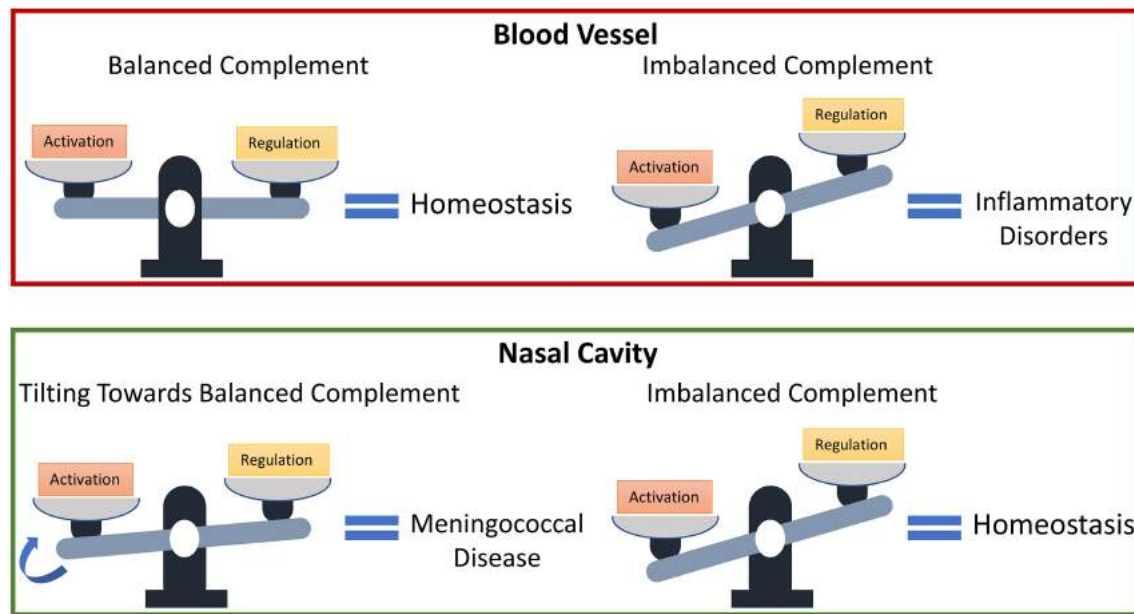 Blood Vessel
Balanced Complement
Activation
Regulation
Homeostasis
Imbalanced Complement
Activation
Regulation
Inflammatory
Disorders
Nasal Cavity
Tilting Towards Balanced Complement
Activation
Regulation
Meningococcal
Disease
Imbalanced Complement
Activation
Regulation
Homeostasis